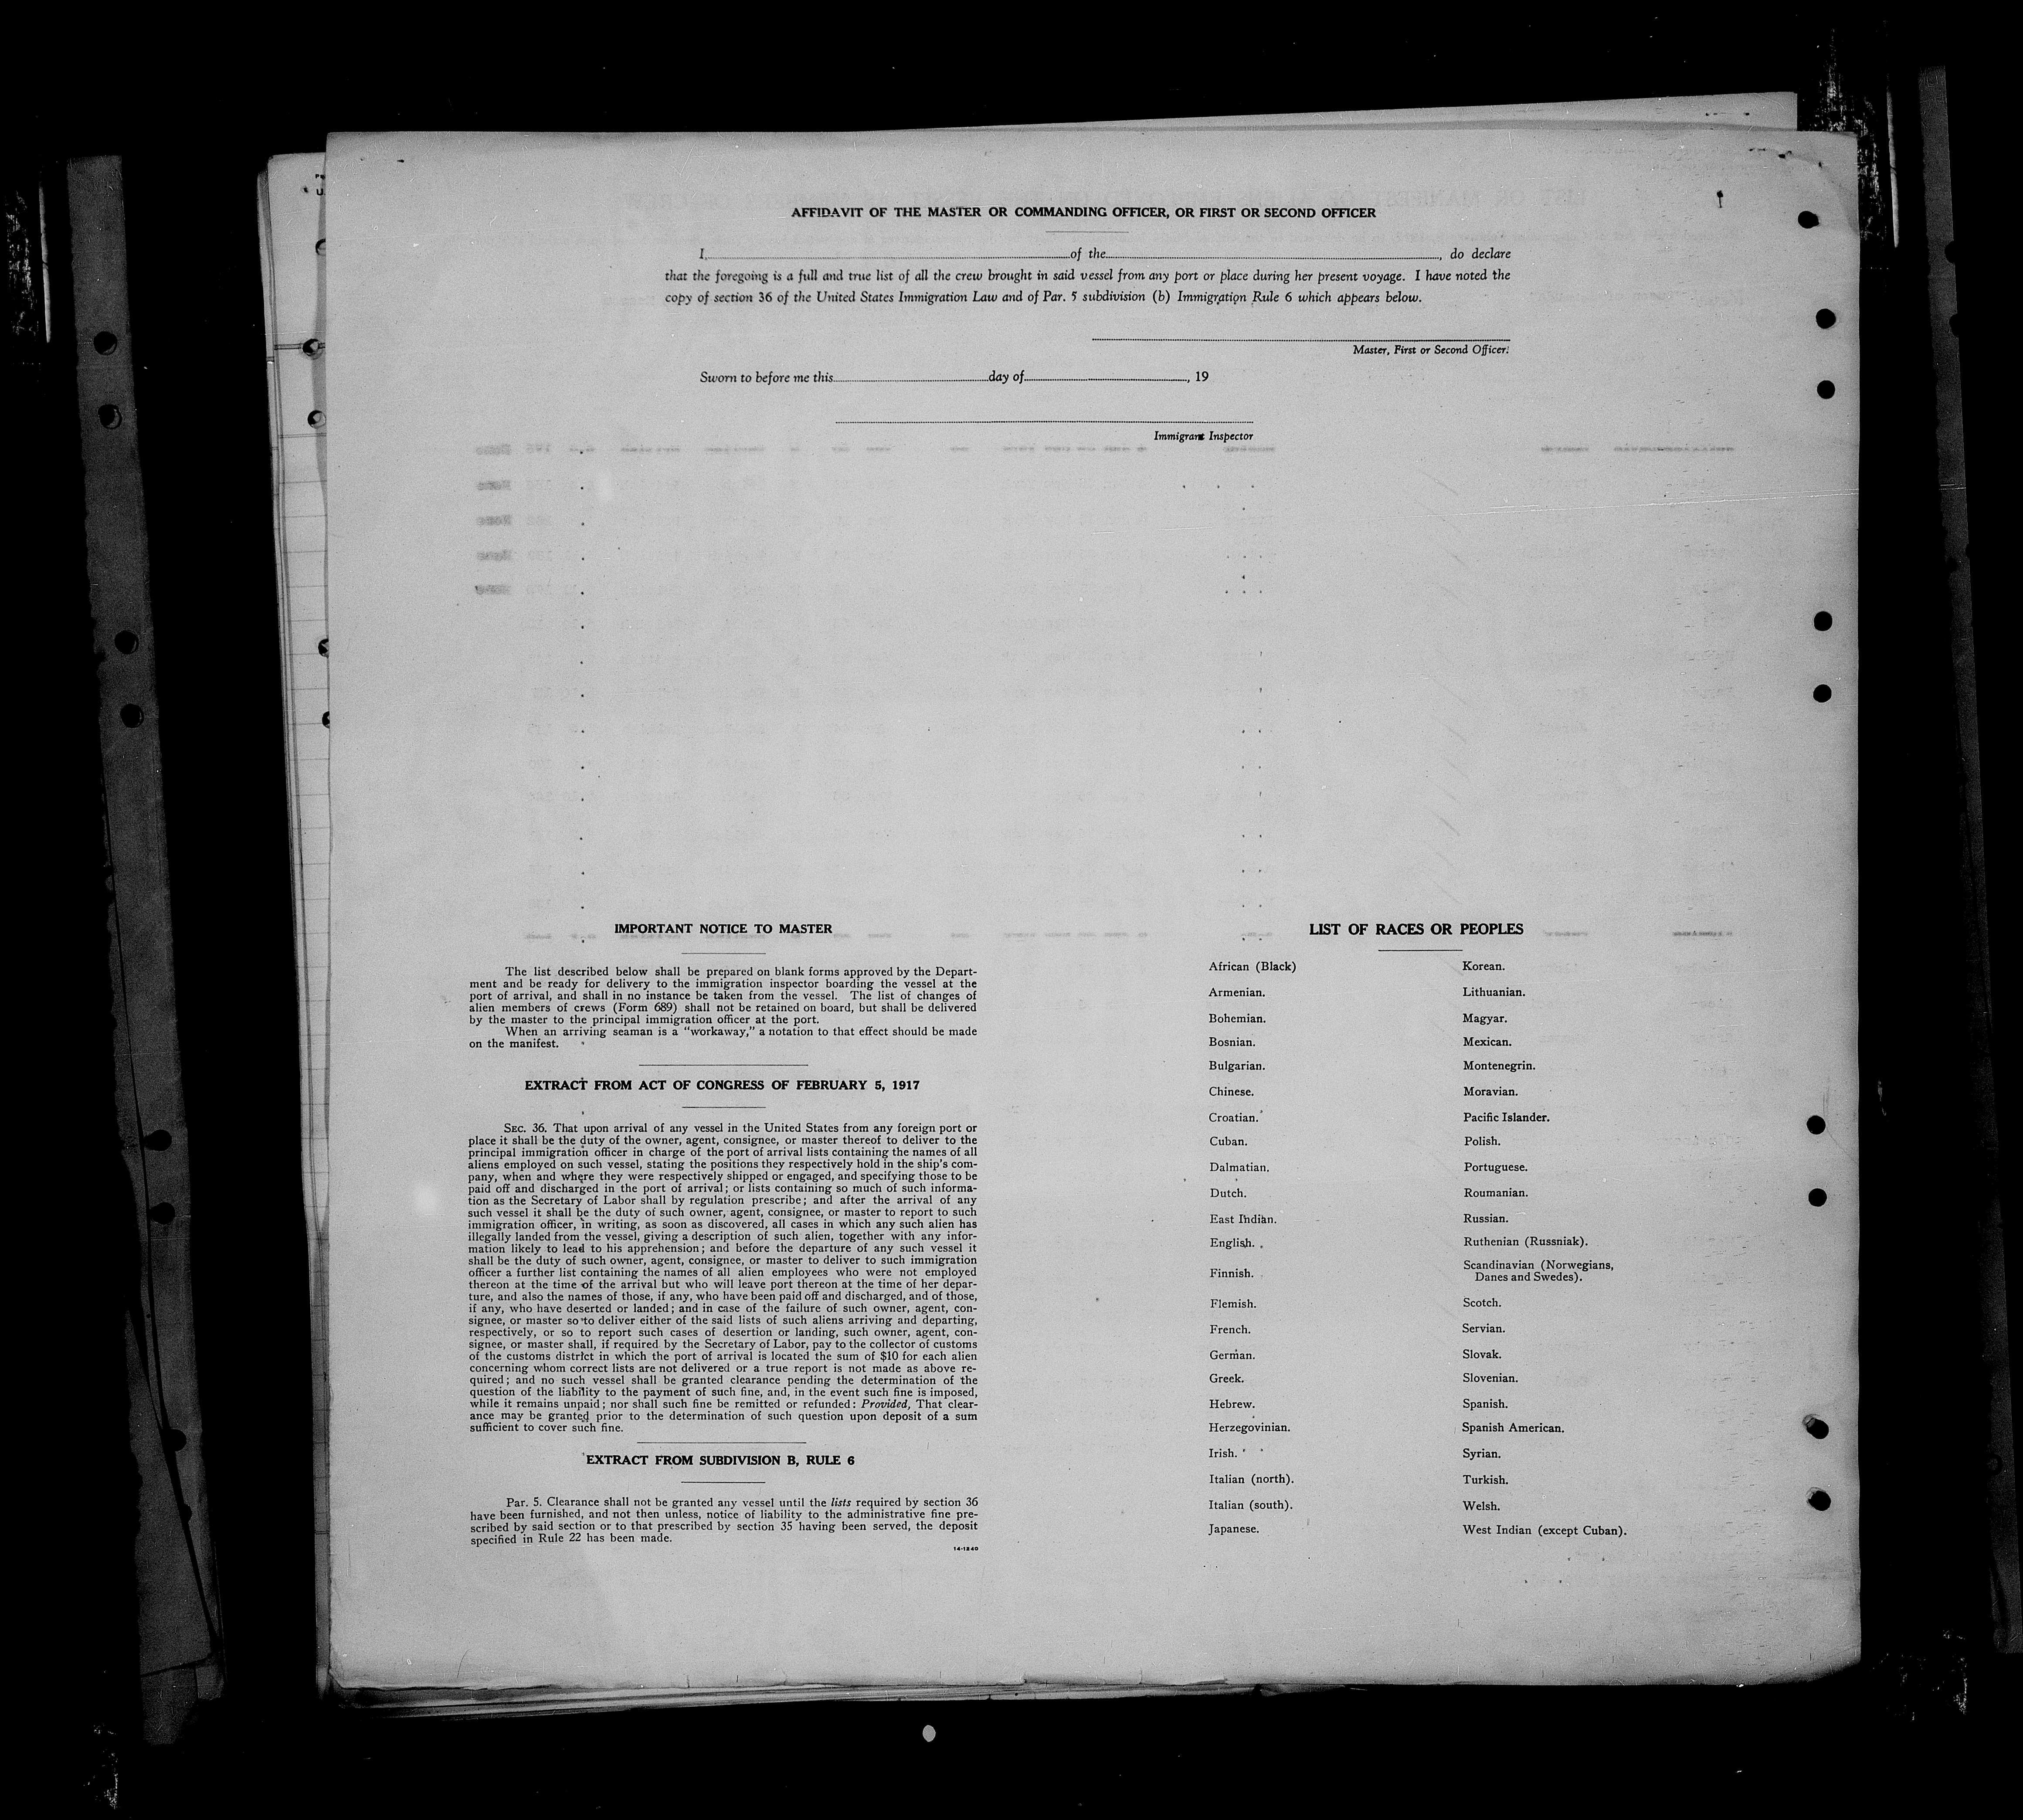 AFFIDAVIT OF THE MASTER OR COMMANDING OFFICER, OR FIRST OR SECOND OFFICER
I, of the , do declare
that the foregoing is a full and true list of all the crew brought in said vessel from any port or place during her present voyage. I have noted the
copy of section 36 of the United States Immigration Law and of Par. 5 subdivision (b) Immigration Rule 6 which appears below.
Master, First or Second Officer.
Sworn to before me this day of , 19
Immigrant Inspector
IMPORTANT NOTICE TO MASTER
The list described below shall be prepared on blank forms approved by the Depart-
ment and be ready for delivery to the immigration inspector boarding the vessel at the
port of arrival, and shall in no instance be taken from the vessel. The list of changes of
alien members of crews (Form 689) shall not be retained on board, but shall be delivered
by the master to the principal immigration officer at the port.
When an arriving seaman is a "workaway," a notation to that effect should be made
on the manifest.
EXTRACT FROM ACT OF CONGRESS OF FEBRUARY 5, 1917
SEC. 36. That upon arrival of any vessel in the United States from any foreign port or
place it shall be the duty of the owner, agent, consignee, or master thereof to deliver to the
principal immigration officer in charge of the port of arrival lists containing the names of all
aliens employed on such vessel, stating the positions they respectively hold in the ship's com-
pany, when and where they were respectively shipped or engaged, and specifying those to be
paid off and discharged in the port of arrival; or lists containing so much of such informa-
tion as the Secretary of Labor shall by regulation prescribe; and after the arrival of any
such vessel it shall be the duty of such owner, agent, consignee, or master to report to such
immigration officer, in writing, as soon as discovered, all cases in which any such alien has
illegally landed from the vessel, giving a description of such alien, together with any infor-
mation likely to lead to his apprehension; and before the departure of any such vessel it
shall be the duty of such owner, agent, consignee, or master to deliver to such immigration
officer a further list containing the names of all alien employees who were not employed
thereon at the time of the arrival but who will leave port thereon at the time of her depar-
ture, and also the names of those, if any, who have been paid off and discharged, and of those,
if any, who have deserted or landed; and in case of the failure of such owner, agent, con-
signee, or master so to deliver either of the said lists of such aliens arriving and departing,
respectively, or so to report such cases of desertion or landing, such owner, agent, con-
signee, or master shall, if required by the Secretary of Labor, pay to the collector of customs
of the customs district in which the port of arrival is located the sum of $10 for each alien
concerning whom correct lists are not delivered or a true report is not made as above re-
quired; and no such vessel shall be granted clearance pending the determination of the
question of the liability to the payment of such fine, and, in the event such fine is imposed,
while it remains unpaid; nor shall such fine be remitted or refunded: Provided, That clear-
ance may be granted prior to the determination of such question upon deposit of a sum
sufficient to cover such fine.
EXTRACT FROM SUBDIVISION B, RULE 6
Par. 5. Clearance shall not be granted any vessel until the lists required by section 36
have been furnished, and not then unless, notice of liability to the administrative fine pre-
scribed by said section or to that prescribed by section 35 having been served, the deposit
specified in Rule 22 has been made.
14-1240
LIST OF RACES OR PEOPLES
African (Black)
Armenian.
Bohemian.
Bosnian.
Bulgarian.
Chinese.
Croatian.
Cuban.
Dalmatian.
Dutch.
East Indian.
English.
Finnish.
Flemish.
French.
German.
Greek.
Hebrew.
Herzegovinian.
Irish.
Italian (north).
Italian (south).
Japanese.
Korean.
Lithuanian.
Magyar.
Mexican.
Montenegrin.
Moravian.
Pacific Islander.
Polish.
Portuguese.
Roumanian.
Russian.
Ruthenian (Russniak).
Scandinavian (Norwegians,
Danes and Swedes).
Scotch.
Servian.
Slovak.
Slovenian.
Spanish.
Spanish American.
Syrian.
Turkish.
Welsh.
West Indian (except Cuban).